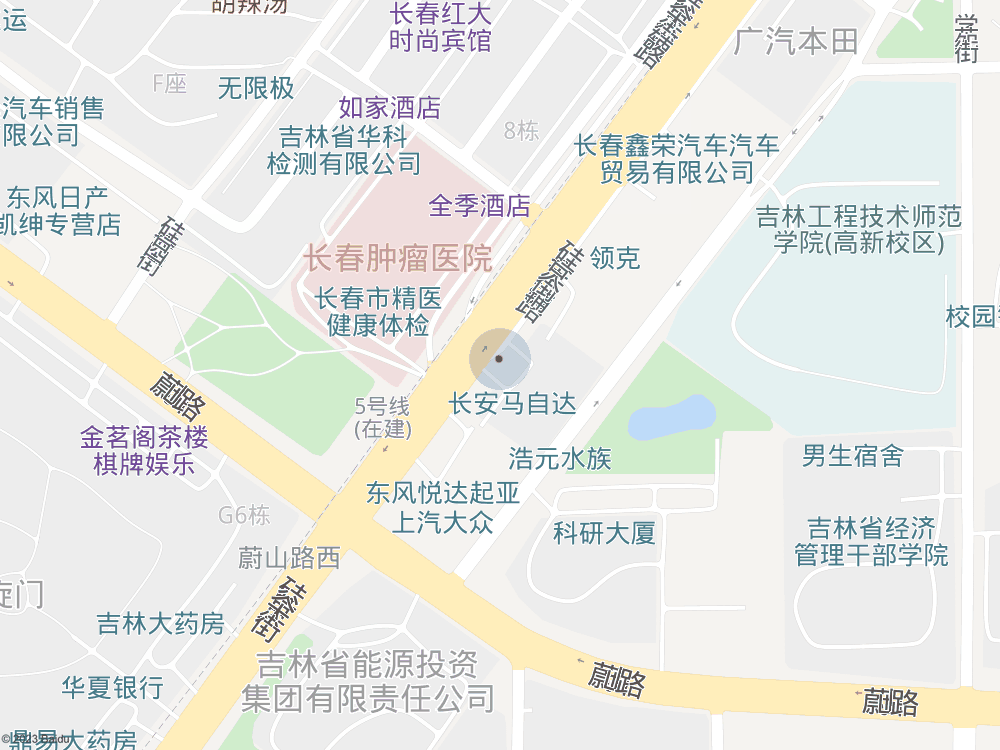 胡辣汤
运
长春红大
时尚宾馆
广汽本田
F座
无限极
汽车销售
限公司
如家酒店
吉林省华科
检测有限公司
8栋
长春鑫荣汽车汽车
贸易有限公司
东风日产
凯绅专营店
全季酒店
吉林工程技术师范
学院(高新校区)
长春肿瘤医院
领克
长春市精医
健康体检
校园
蔚山路
长安马自达
5号线
(在建)
金茗阁茶楼
棋牌娱乐
浩元水族
男生宿舍
东风悦达起亚
上汽大众
G6栋
科研大厦
吉林省经济
管理干部学院
蔚山路西
旋门
吉林大药房
吉林省能源投资
集团有限责任公司
华夏银行
蔚山路
蔚山路
鼎易大药房
© 2023 Baidu